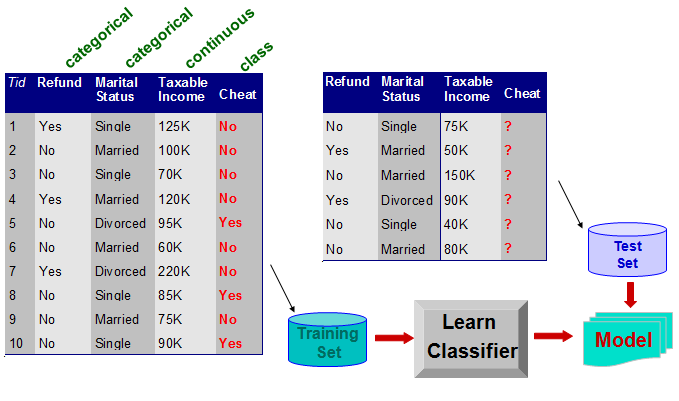 categorical
categorical
continuous
class
Tid Refund Marital Status Taxable Income Cheat
1 Yes Single 125K No
2 No Married 100K No
3 No Single 70K No
4 Yes Married 120K No
5 No Divorced 95K Yes
6 No Married 60K No
7 Yes Divorced 220K No
8 No Single 85K Yes
9 No Married 75K No
10 No Single 90K Yes
Refund Marital Status Taxable Income Cheat
No Single 75K ?
Yes Married 50K ?
No Married 150K ?
Yes Divorced 90K ?
No Single 40K ?
No Married 80K ?
Test
Set
Training
Set
Learn
Classifier
Model